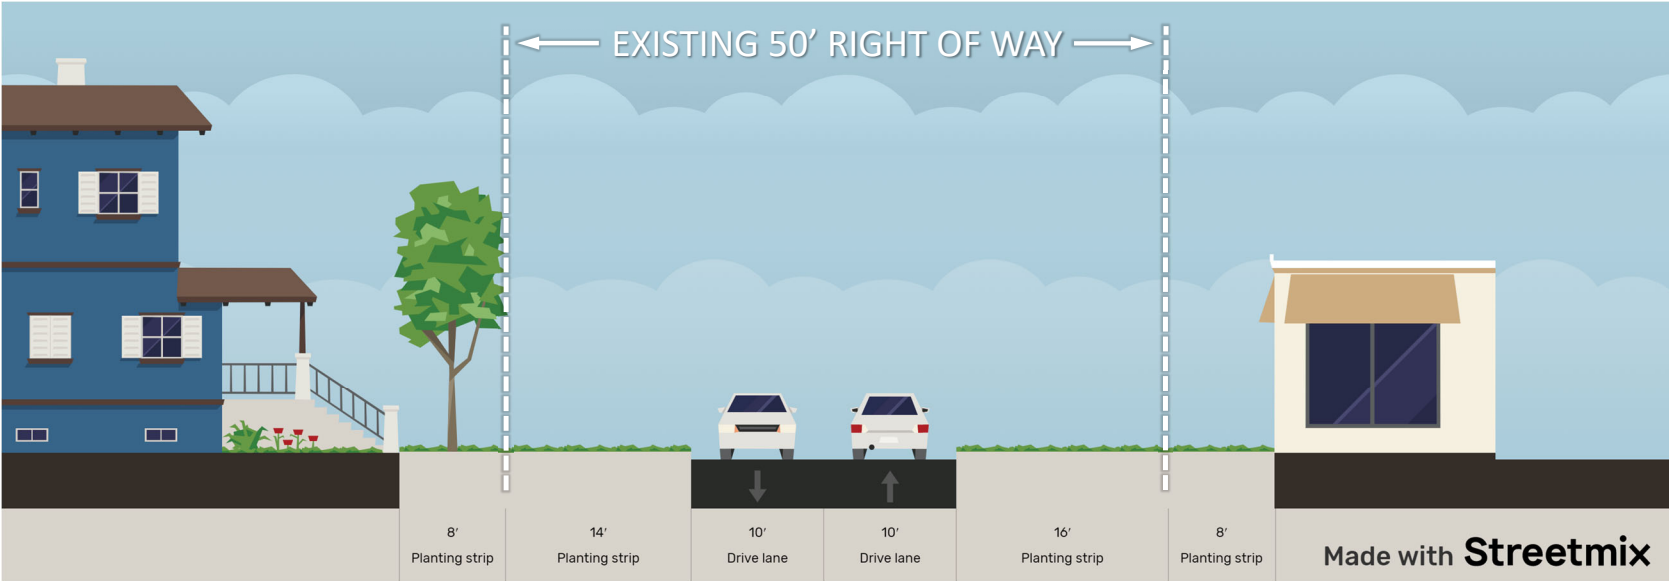 EXISTING 50’ RIGHT OF WAY
8′
Planting strip
14′
Planting strip
10′
Drive lane
10′
Drive lane
16′
Planting strip
8′
Planting strip
Made with Streetmix